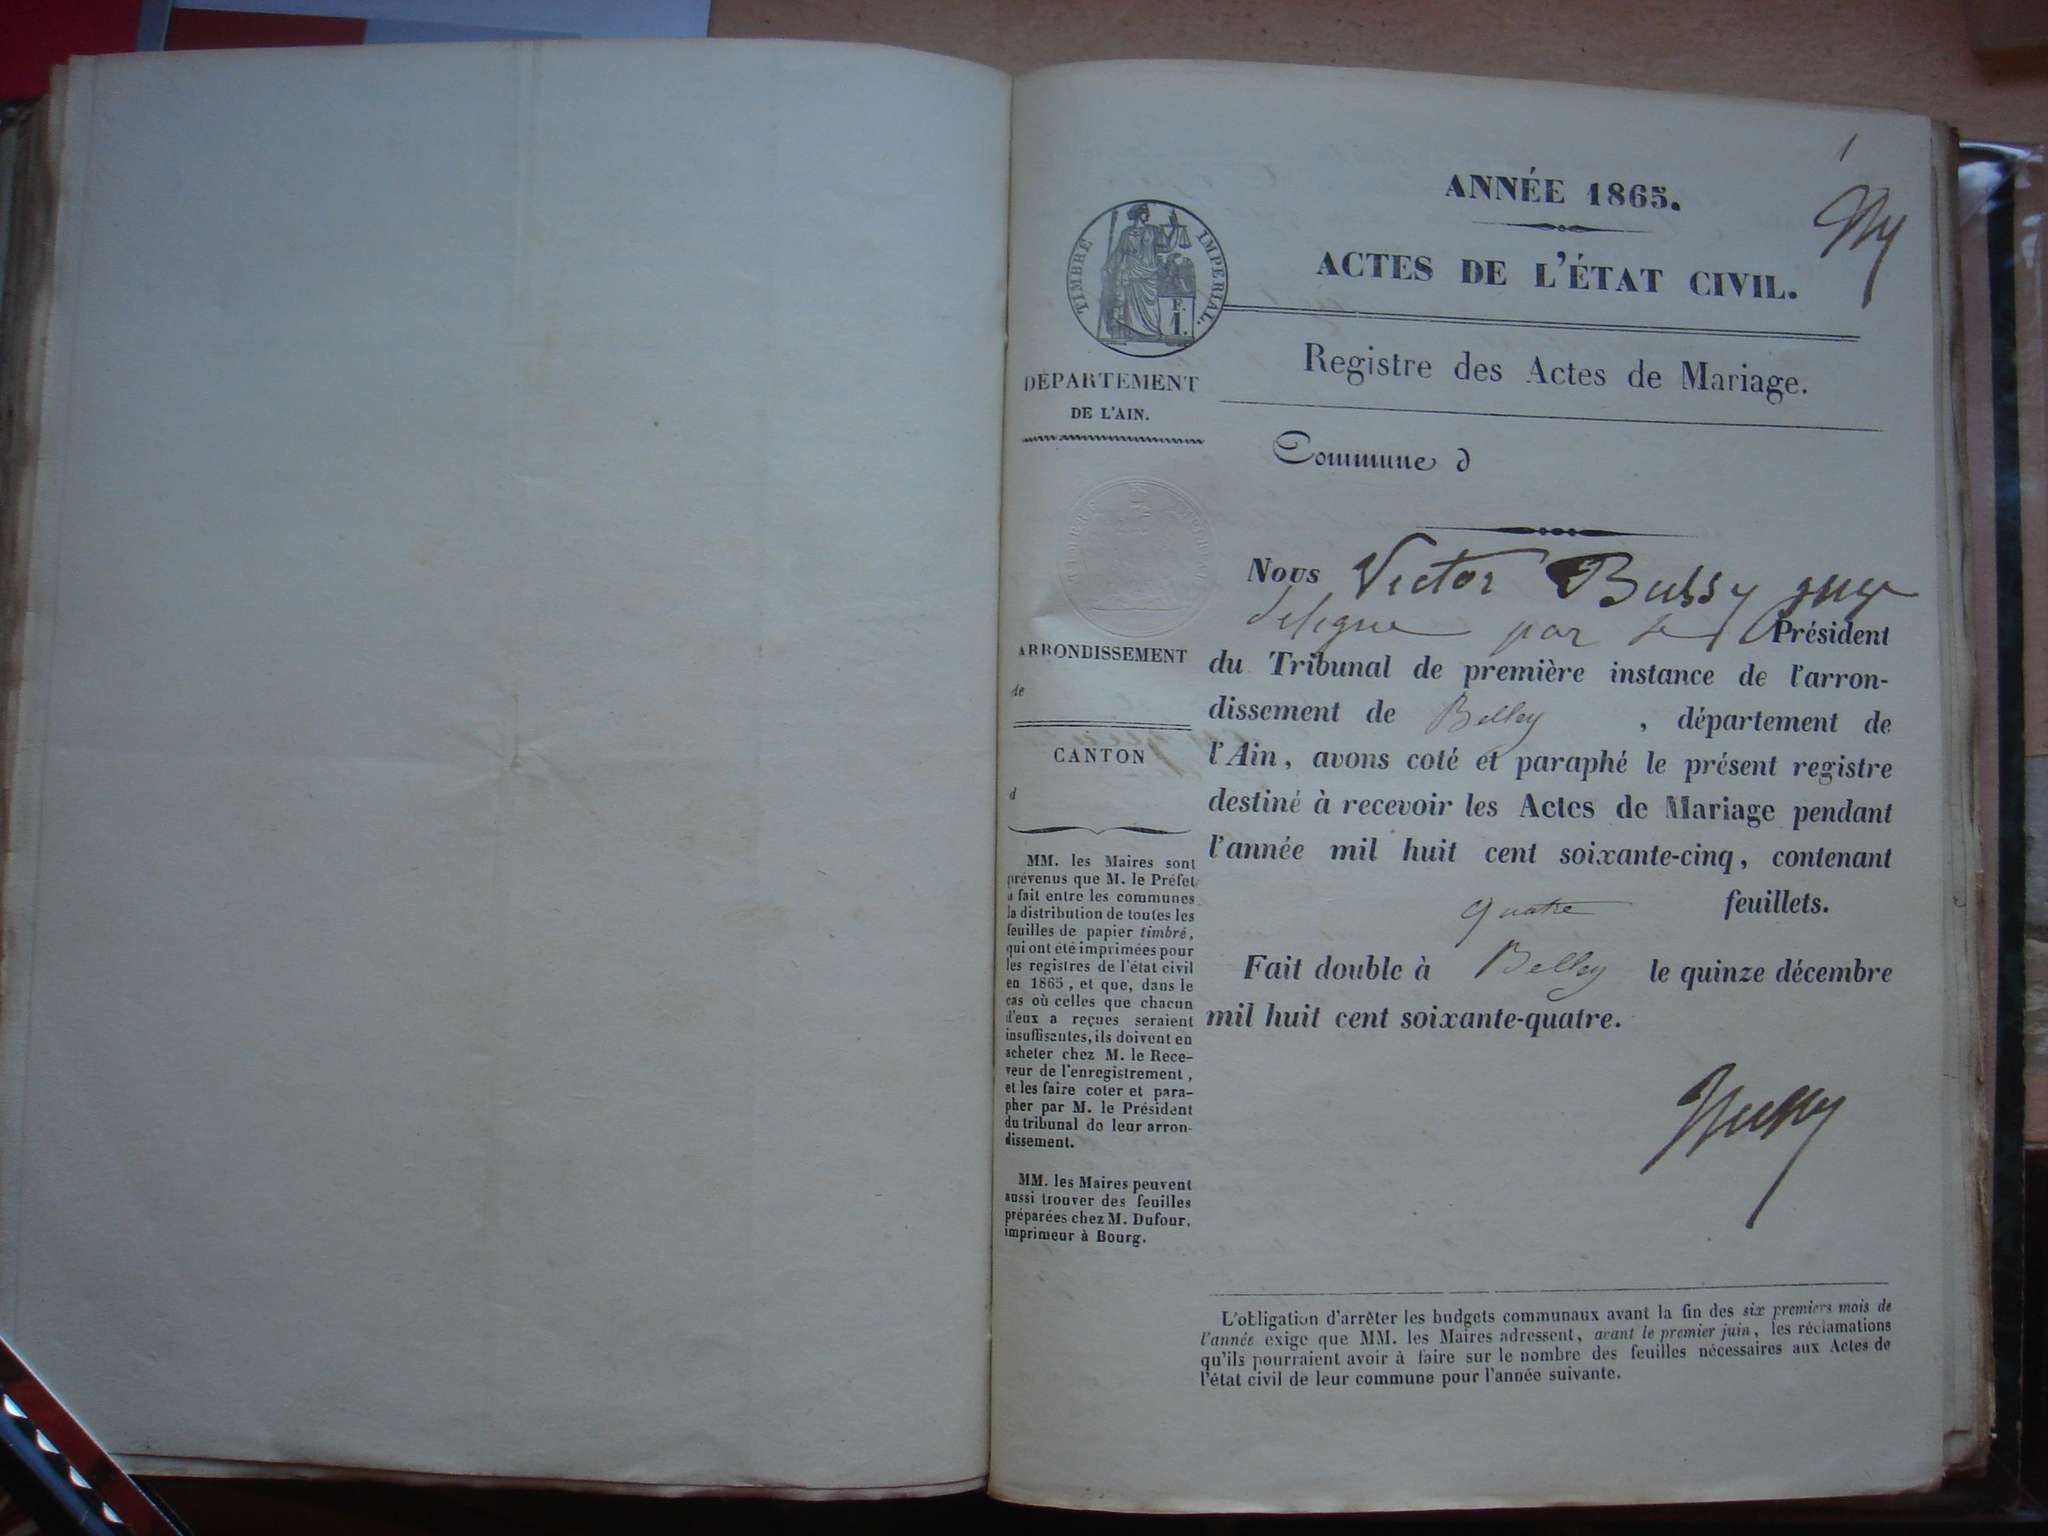 1
ANNÉE 1865.
ACTES DE L'ÉTAT CIVIL.
TIMBRE IMPERIAL.
F.
1.
Registre des Actes de Mariage.
DÉPARTEMENT
DE L'AIN.
Commune d
ARRONDISSEMENT
de
CANTON
d
MM. les Maires sont
prévenus que M. le Préfet
a fait entre les communes
la distribution de toutes les
feuilles de papier timbré,
qui ont été imprimées pour
les registres de l'état civil
en 1865, et que, dans le
cas où celles que chacun
d'eux a reçues seraient
insuffisantes, ils doivent en
acheter chez M. le Rece-
veur de l'enregistrement,
et les faire coter et para-
pher par M. le Président
du tribunal de leur arron-
dissement.
MM. les Maires peuvent
aussi trouver des feuilles
préparées chez M. Dufour,
imprimeur à Bourg.
Nous Victor Bussy juge
désigné par le Président
du Tribunal de première instance de l'arron-
dissement de Belley, département de
l'Ain, avons coté et paraphé le présent registre
destiné à recevoir les Actes de Mariage pendant
l'année mil huit cent soixante-cinq, contenant
quatre feuillets.
Fait double à Belley le quinze décembre
mil huit cent soixante-quatre.
Bussy
L'obligation d'arrêter les budgets communaux avant la fin des six premiers mois de
l'année exige que MM. les Maires adressent, avant le premier juin, les réclamations
qu'ils pourraient avoir à faire sur le nombre des feuilles nécessaires aux Actes de
l'état civil de leur commune pour l'année suivante.